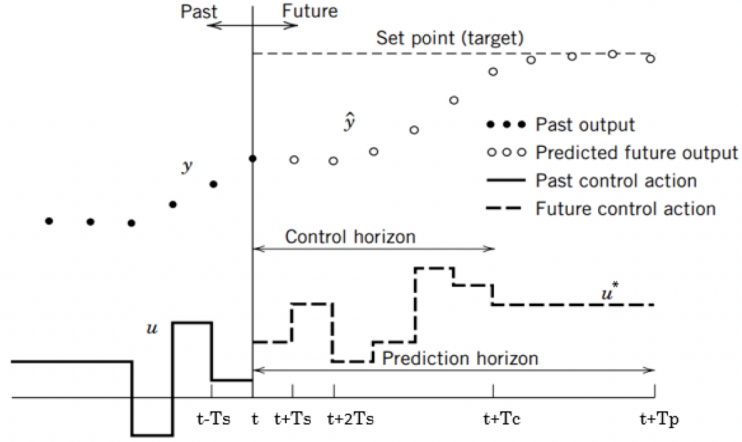 Past Future
Set point (target)
ŷ
Past output
y
Predicted future output
Past control action
Future control action
Control horizon
u*
u
Prediction horizon
t-Ts t t+Ts t+2Ts t+Tc t+Tp